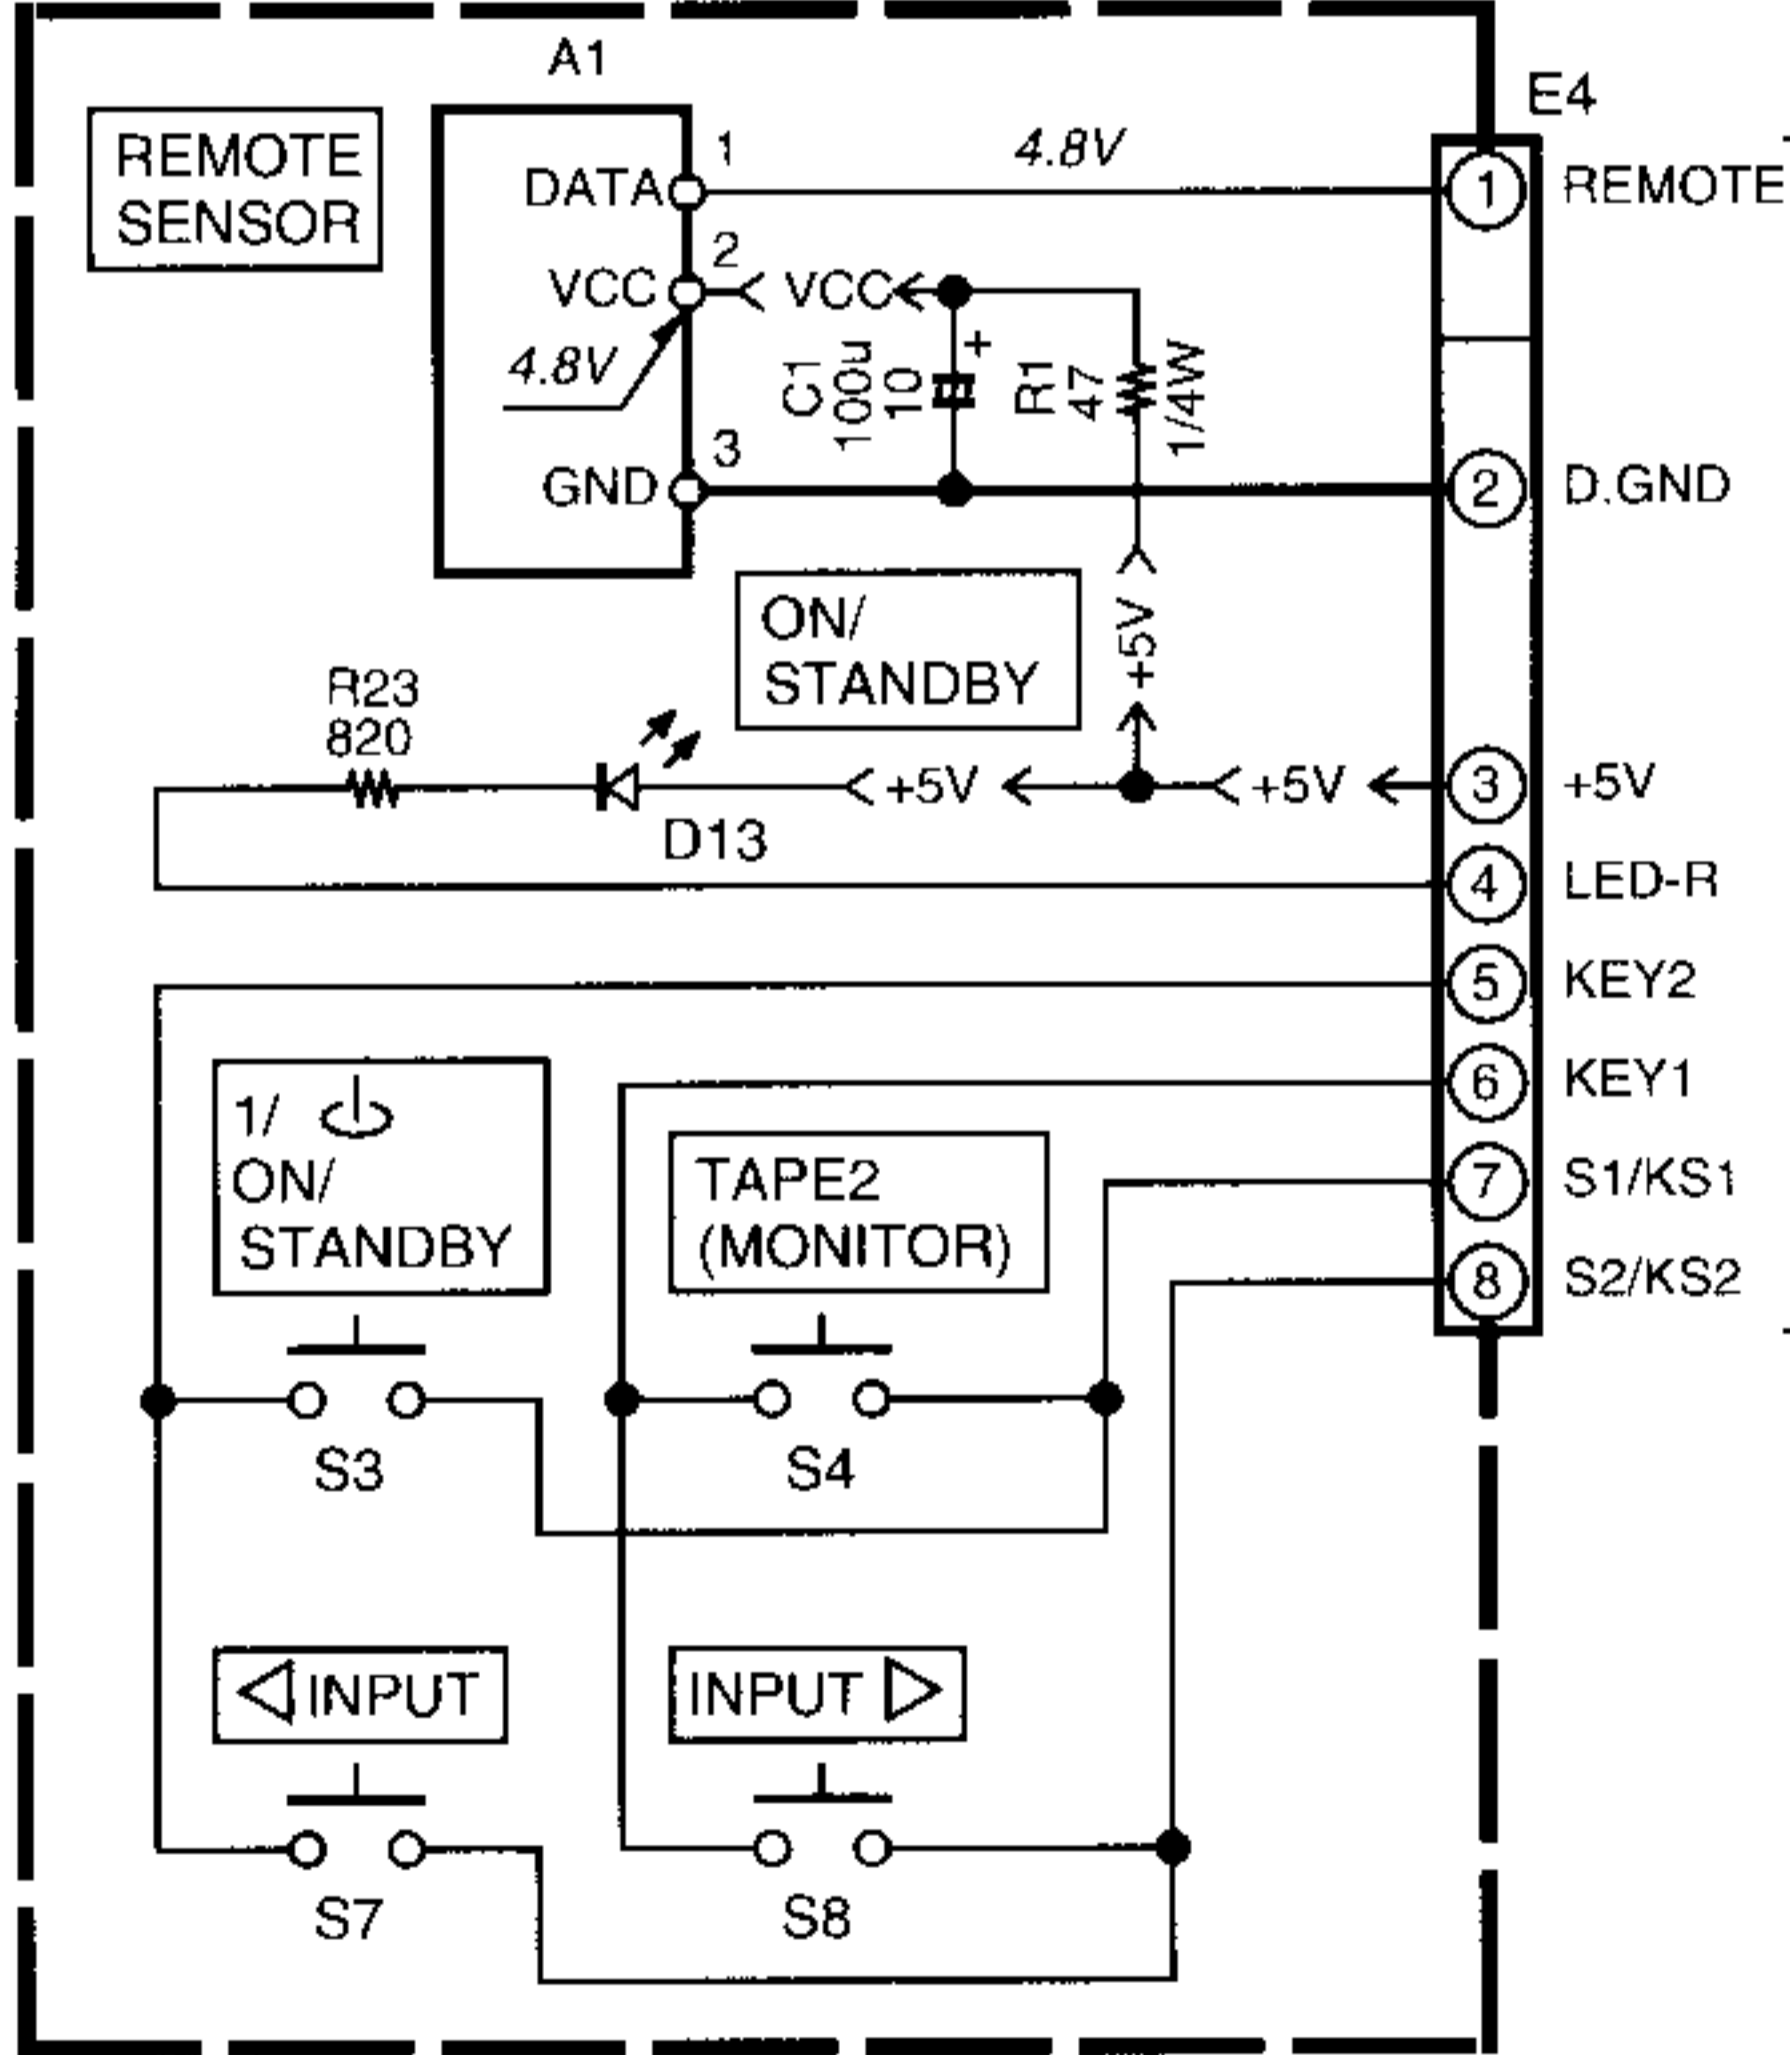 A1
E4
REMOTE
SENSOR
DATA
1
4.8V
1
REMOTE
VCC
2
VCC
4.8V
C1
100u
10
+
R1
47
1/4W
GND
3
2
D.GND
ON/
STANDBY
+5V
R23
820
D13
+5V
+5V
3
+5V
4
LED-R
5
KEY2
6
KEY1
1/
ON/
STANDBY
TAPE2
(MONITOR)
7
S1/KS1
8
S2/KS2
S3
S4
INPUT
INPUT
S7
S8